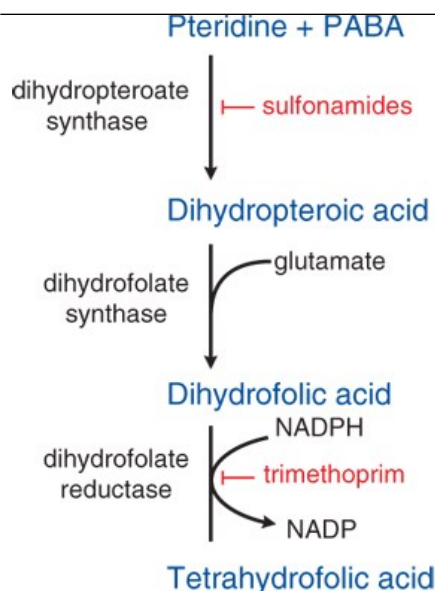 Pteridine + PABA
dihydropteroate
synthase
sulfonamides
Dihydropteroic acid
glutamate
dihydrofolate
synthase
Dihydrofolic acid
NADPH
dihydrofolate
reductase
trimethoprim
NADP
Tetrahydrofolic acid